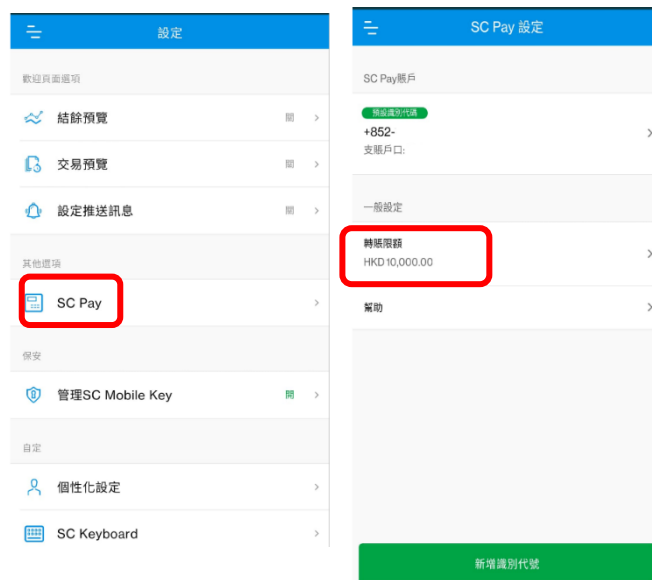 設定
歡迎頁面選項
結餘預覽
關
交易預覽
關
設定推送訊息
關
其他選項
SC Pay
保安
管理SC Mobile Key
開
自定
個性化設定
SC Keyboard
SC Pay 設定
SC Pay賬戶
預設識別代碼
+852-
支賬戶口:
一般設定
轉賬限額
HKD 10,000.00
幫助
新增識別代號